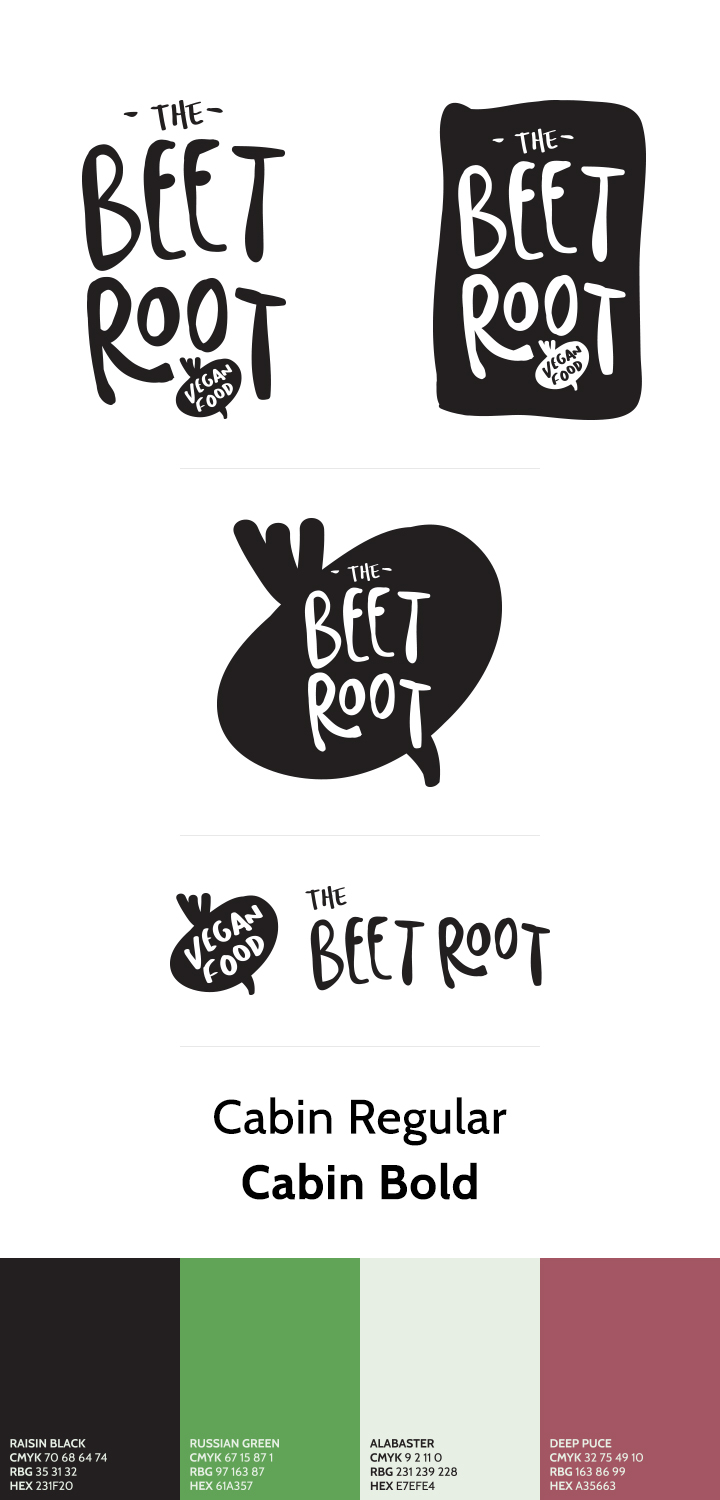 - THE -
BEET
ROOT
VEGAN
FOOD
- THE -
BEET
ROOT
VEGAN
FOOD
- THE -
BEET
ROOT
VEGAN
FOOD
THE
BEET ROOT
Cabin Regular
Cabin Bold
RAISIN BLACK
CMYK 70 68 64 74
RBG 35 31 32
HEX 231F20
RUSSIAN GREEN
CMYK 67 15 87 1
RBG 97 163 87
HEX 61A357
ALABASTER
CMYK 9 2 11 0
RBG 231 239 228
HEX E7EFE4
DEEP PUCE
CMYK 32 75 49 10
RBG 163 86 99
HEX A35663